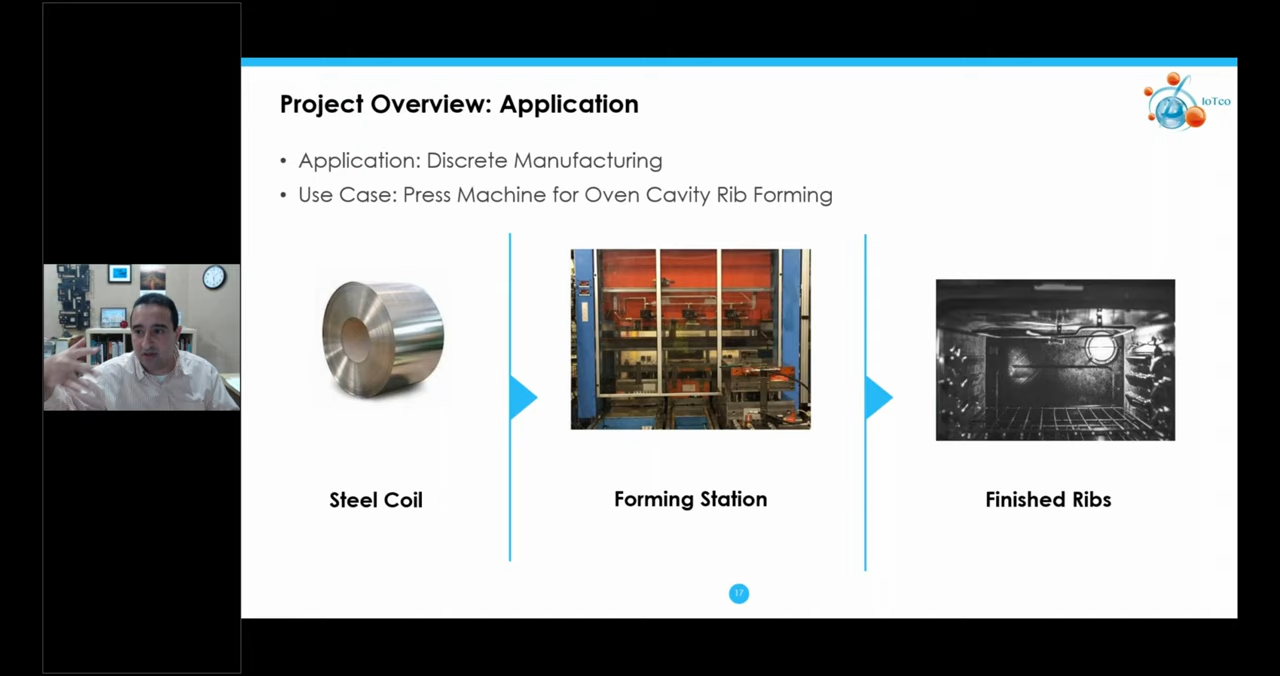 Project Overview: Application
IoTco
• Application: Discrete Manufacturing
• Use Case: Press Machine for Oven Cavity Rib Forming
Steel Coil
Forming Station
Finished Ribs
17